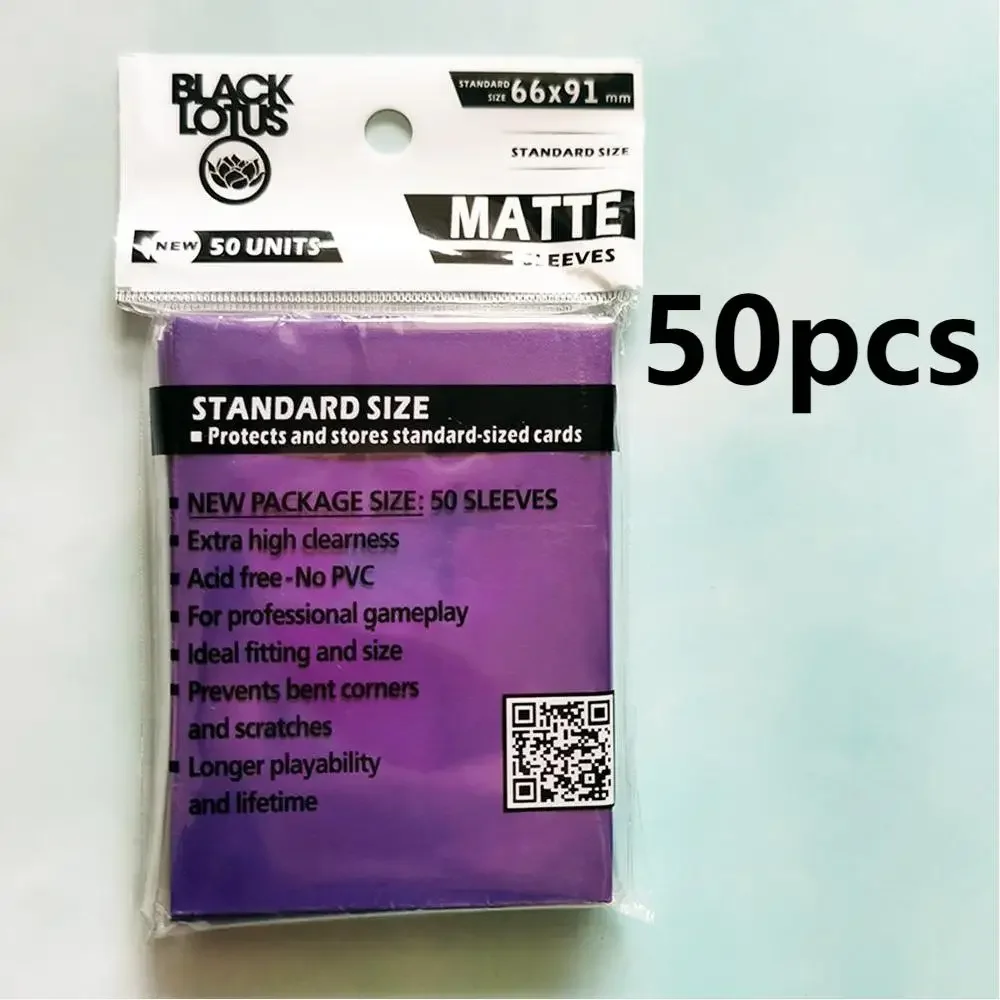 BLACK
LOTUS
STANDARD
SIZE 66x91 mm
STANDARD SIZE
MATTE
SLEEVES
NEW 50 UNITS
50pcs
STANDARD SIZE
▪ Protects and stores standard-sized cards
▪ NEW PACKAGE SIZE: 50 SLEEVES
▪ Extra high clearness
▪ Acid free-No PVC
▪ For professional gameplay
▪ Ideal fitting and size
▪ Prevents bent corners
and scratches
▪ Longer playability
and lifetime